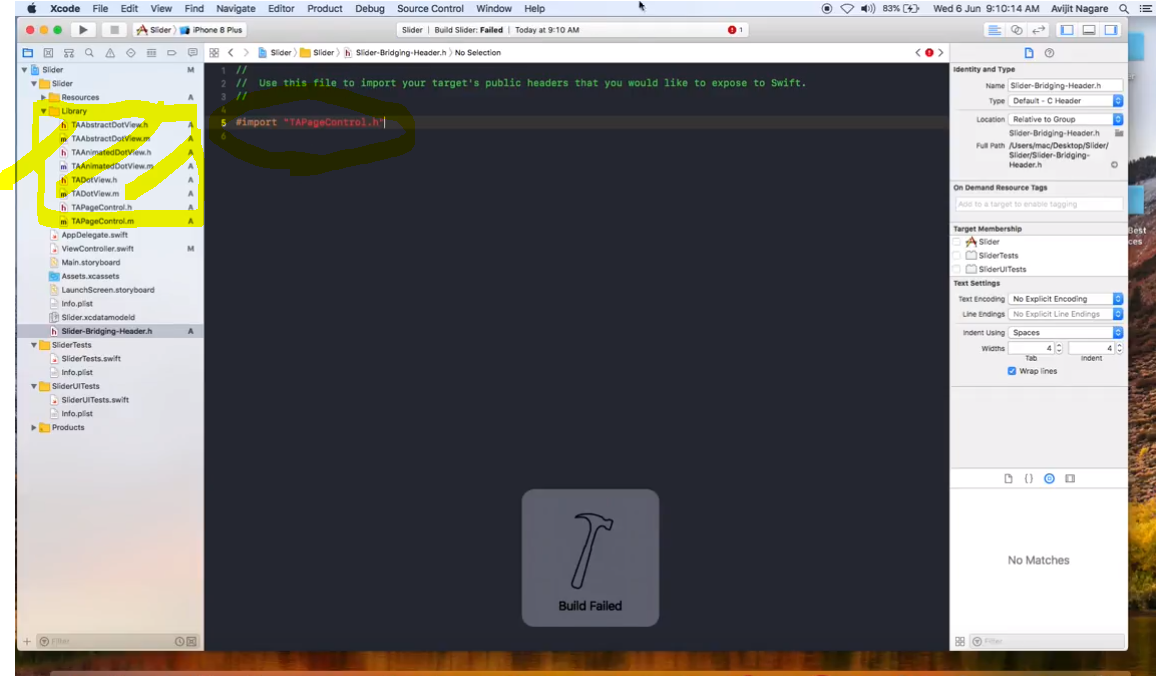 Xcode File Edit View Find Navigate Editor Product Debug Source Control Window Help 83% Wed 6 Jun 9:10:14 AM Avijit Nagare
Slider iPhone 8 Plus Slider | Build Slider: Failed | Today at 9:10 AM 1
Slider Slider Slider-Bridging-Header.h No Selection
Slider M
Slider
Resources A
Library
TAAbstractDotView.h A
TAAbstractDotView.m A
TAAnimatedDotView.h A
TAAnimatedDotView.m A
TADotView.h A
TADotView.m A
TAPageControl.h A
TAPageControl.m A
AppDelegate.swift
ViewController.swift M
Main.storyboard
Assets.xcassets
LaunchScreen.storyboard
Info.plist
Slider.xcdatamodeld
Slider-Bridging-Header.h A
SliderTests
SliderTests.swift
Info.plist
SliderUITests
SliderUITests.swift
Info.plist
Products
Filter
1 //
2 // Use this file to import your target's public headers that you would like to expose to Swift.
3 //
4
5 #import "TAPageControl.h"
6
Build Failed
Identity and Type
Name Slider-Bridging-Header.h
Type Default - C Header
Location Relative to Group
Slider-Bridging-Header.h
Full Path /Users/mac/Desktop/Slider/
Slider/Slider-Bridging-
Header.h
On Demand Resource Tags
Add to a target to enable tagging
Target Membership
Slider
SliderTests
SliderUITests
Text Settings
Text Encoding No Explicit Encoding
Line Endings No Explicit Line Endings
Indent Using Spaces
Widths 4 4
Tab Indent
Wrap lines
{ }
No Matches
Filter
Best